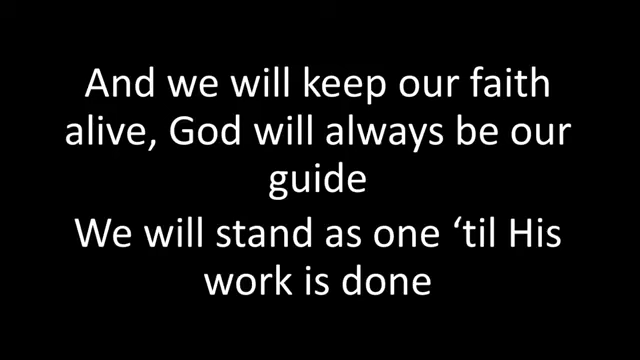 And we will keep our faith
alive, God will always be our
guide
We will stand as one ‘til His
work is done